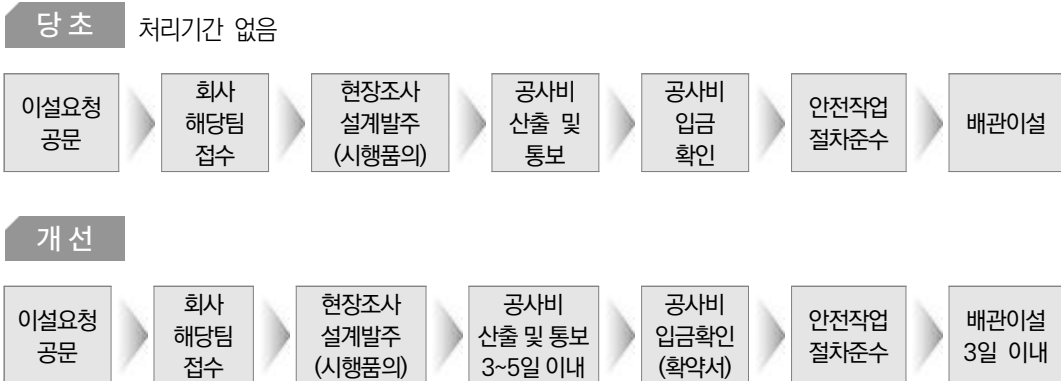 당초 처리기간 없음
이설요청
공문
회사
해당팀
접수
현장조사
설계발주
(시행품의)
공사비
산출 및
통보
공사비
입금
확인
안전작업
절차준수
배관이설
개선
이설요청
공문
회사
해당팀
접수
현장조사
설계발주
(시행품의)
공사비
산출 및 통보
3~5일 이내
공사비
입금확인
(확약서)
안전작업
절차준수
배관이설
3일 이내